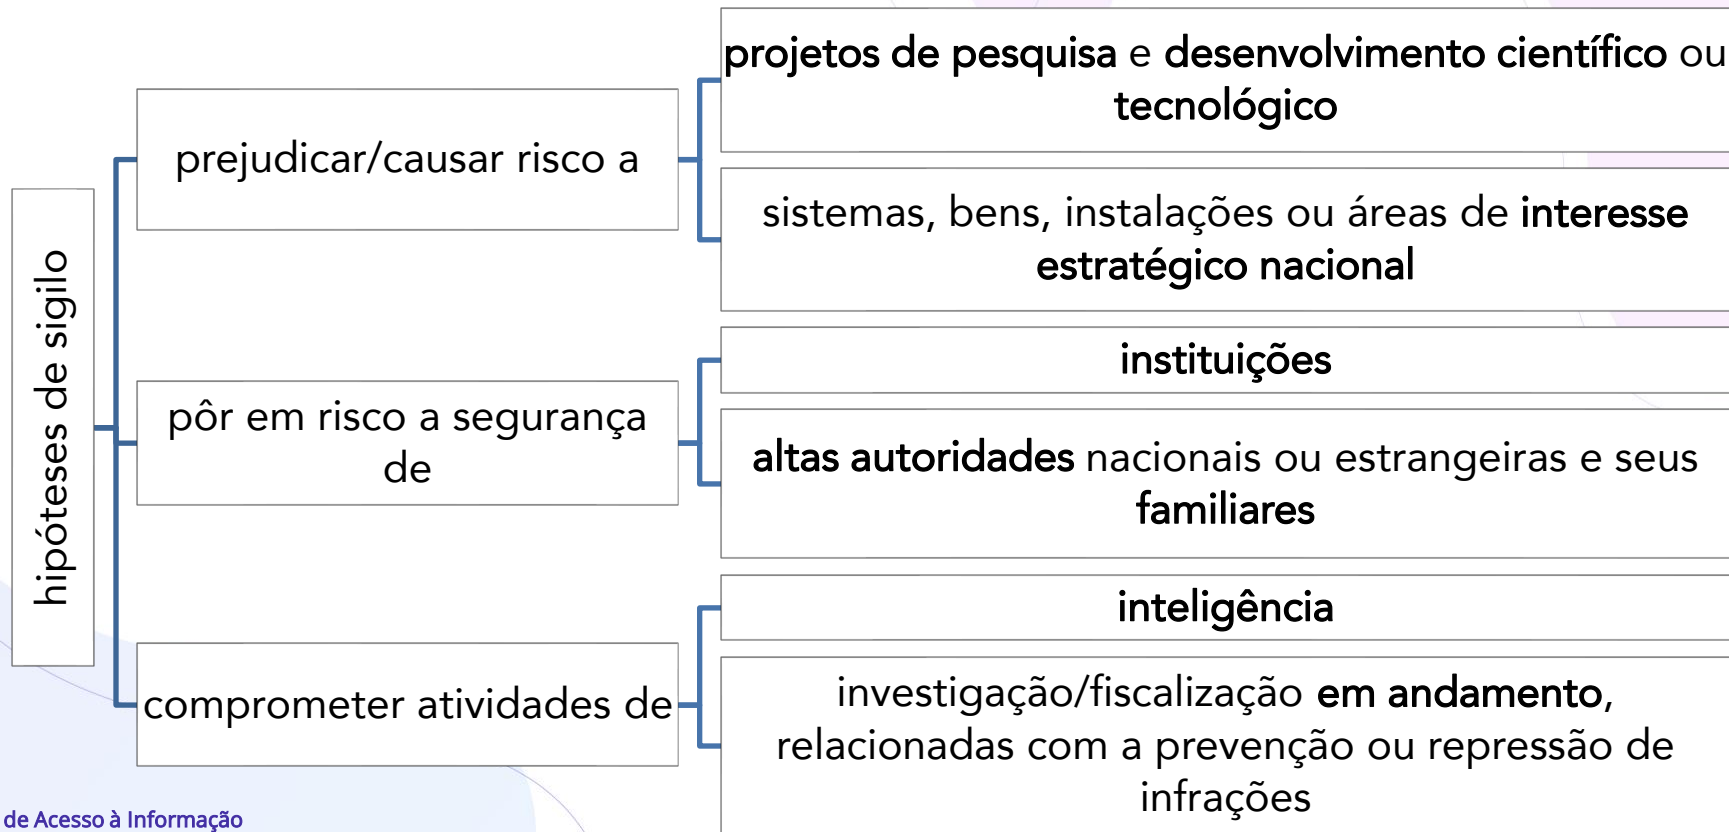 hipóteses de sigilo
prejudicar/causar risco a
projetos de pesquisa e desenvolvimento científico ou
tecnológico
sistemas, bens, instalações ou áreas de interesse
estratégico nacional
pôr em risco a segurança
de
instituições
altas autoridades nacionais ou estrangeiras e seus
familiares
comprometer atividades de
inteligência
investigação/fiscalização em andamento,
relacionadas com a prevenção ou repressão de
infrações
de Acesso à Informação